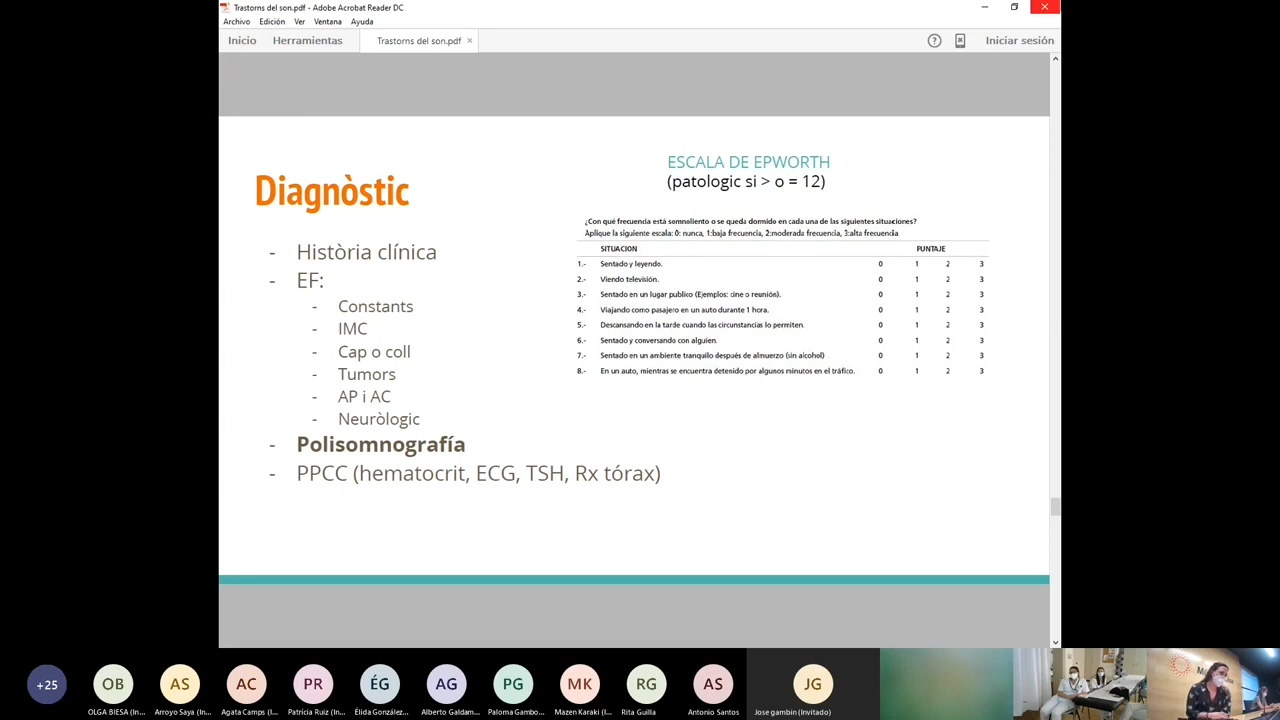 Trastorns del son.pdf - Adobe Acrobat Reader DC
Archivo Edición Ver Ventana Ayuda
Inicio Herramientas Trastorns del son.pdf × ? Iniciar sesión
Diagnòstic
- Història clínica
- EF:
- Constants
- IMC
- Cap o coll
- Tumors
- AP i AC
- Neuròlogic
- Polisomnografía
- PPCC (hematocrit, ECG, TSH, Rx tórax)
ESCALA DE EPWORTH
(patologic si > o = 12)
¿Con qué frecuencia está somnoliento o se queda dormido en cada una de las siguientes situaciones?
Aplique la siguiente escala: 0: nunca, 1:baja frecuencia, 2:moderada frecuencia, 3:alta frecuencia
SITUACION PUNTAJE
1.- Sentado y leyendo. 0 1 2 3
2.- Viendo televisión. 0 1 2 3
3.- Sentado en un lugar publico (Ejemplos: cine o reunión). 0 1 2 3
4.- Viajando como pasajero en un auto durante 1 hora. 0 1 2 3
5.- Descansando en la tarde cuando las circunstancias lo permiten. 0 1 2 3
6.- Sentado y conversando con alguien. 0 1 2 3
7.- Sentado en un ambiente tranquilo después de almuerzo (sin alcohol) 0 1 2 3
8.- En un auto, mientras se encuentra detenido por algunos minutos en el tráfico. 0 1 2 3
+25 OB AS AC PR ÉG AG PG MK RG AS JG
OLGA BIESA (In... Arroyo Saya (In... Agata Camps (I... Patrícia Ruiz (In... Élida González... Alberto Galdam... Paloma Gambo... Mazen Karaki (I... Rita Guilla Antonio Santos Jose gambin (Invitado)